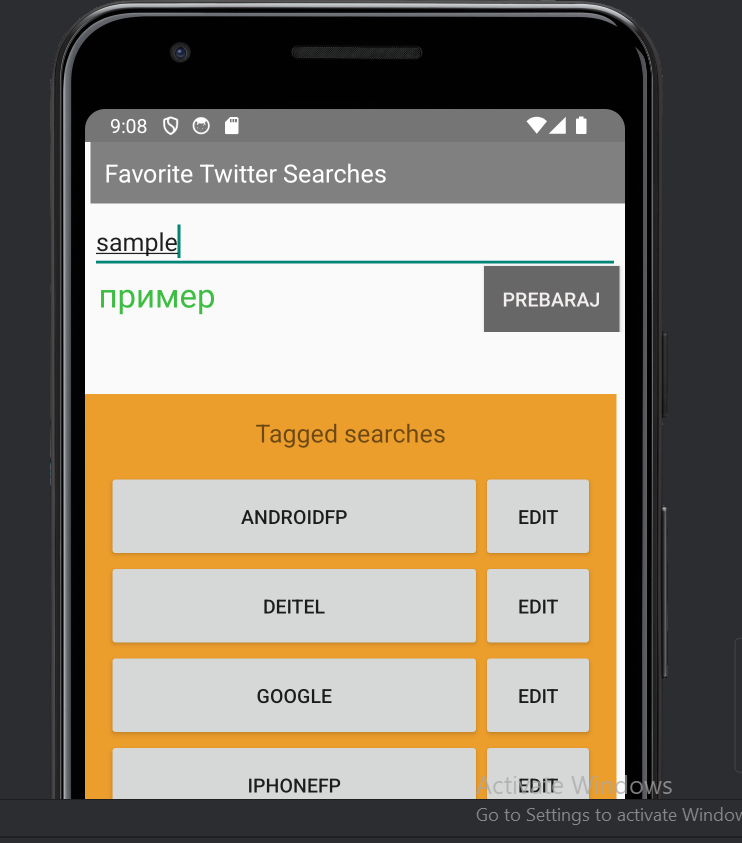 9:08
Favorite Twitter Searches
sample
пример
PREBARAJ
Tagged searches
ANDROIDFP EDIT
DEITEL EDIT
GOOGLE EDIT
IPHONEFP EDIT
Activate Windows
Go to Settings to activate Window